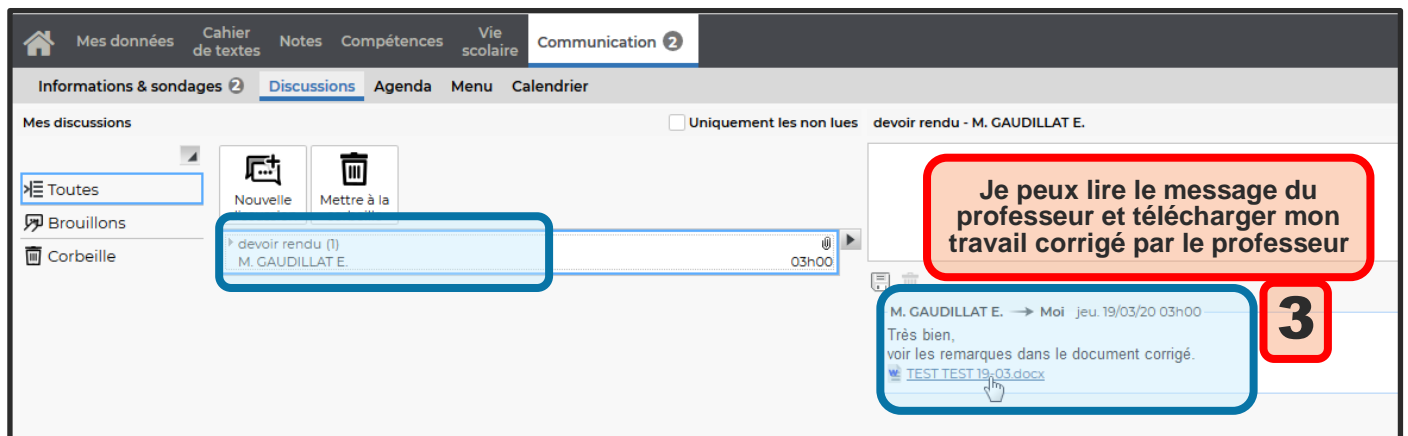 Mes données
Cahier
de textes
Notes
Compétences
Vie
scolaire
Communication 2
Informations & sondages 2
Discussions
Agenda
Menu
Calendrier
Mes discussions
Uniquement les non lues
devoir rendu - M. GAUDILLAT E.
Toutes
Brouillons
Corbeille
Nouvelle
Mettre à la
devoir rendu (1)
M. GAUDILLAT E.
03h00
Je peux lire le message du
professeur et télécharger mon
travail corrigé par le professeur
3
M. GAUDILLAT E. → Moi jeu. 19/03/20 03h00
Très bien,
voir les remarques dans le document corrigé.
TEST TEST 19-03.docx